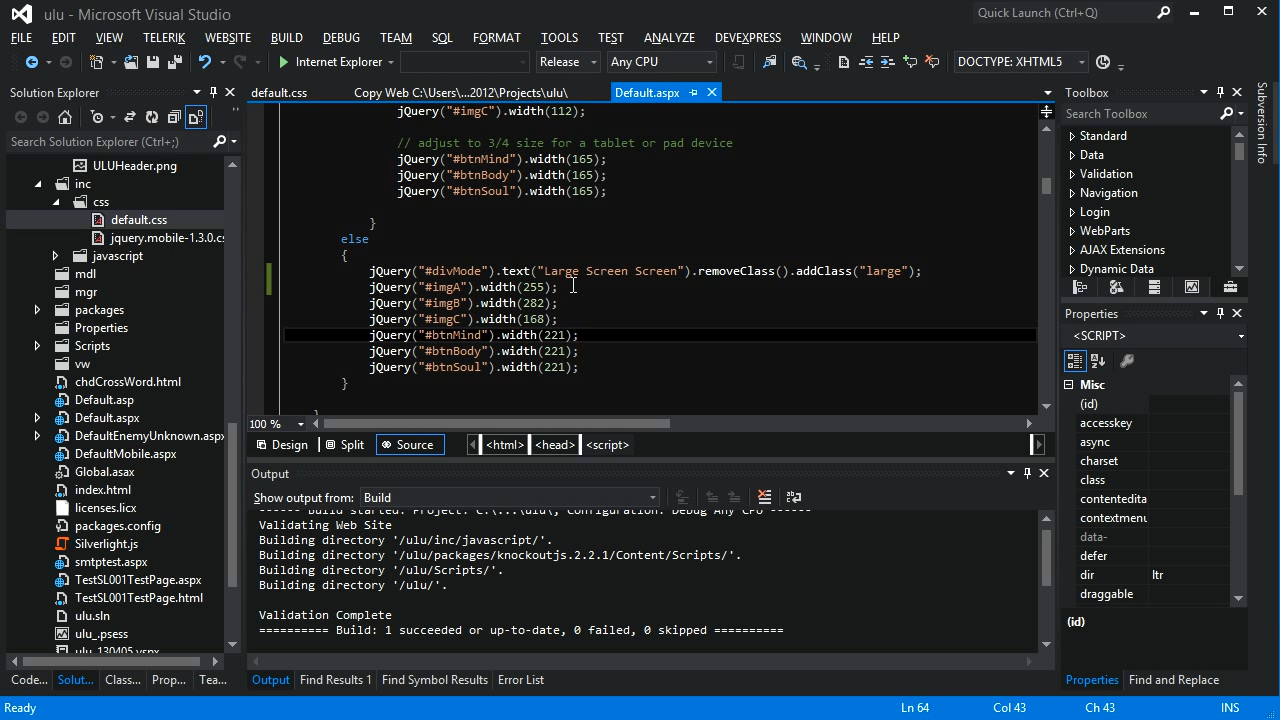 ulu - Microsoft Visual Studio
Quick Launch (Ctrl+Q)
FILE EDIT VIEW TELERIK WEBSITE BUILD DEBUG TEAM SQL FORMAT TOOLS TEST ANALYZE DEVEXPRESS WINDOW HELP
Internet Explorer Release Any CPU DOCTYPE: XHTML5
Solution Explorer
Search Solution Explorer (Ctrl+;)
ULUHeader.png
inc
css
default.css
jquery.mobile-1.3.0.cs
javascript
mdl
mgr
packages
Properties
Scripts
vw
chdCrossWord.html
Default.asp
Default.aspx
DefaultEnemyUnknown.aspx
DefaultMobile.aspx
Global.asax
index.html
licenses.licx
packages.config
Silverlight.js
smtptest.aspx
TestSL001TestPage.aspx
TestSL001TestPage.html
ulu.sln
ulu_.psess
ulu_130405.vspx
Code... Solut... Class... Prop... Tea...
default.css Copy Web C:\Users\...2012\Projects\ulu\ Default.aspx
jQuery("#imgC").width(112);
// adjust to 3/4 size for a tablet or pad device
jQuery("#btnMind").width(165);
jQuery("#btnBody").width(165);
jQuery("#btnSoul").width(165);
}
else
{
jQuery("#divMode").text("Large Screen Screen").removeClass().addClass("large");
jQuery("#imgA").width(255);
jQuery("#imgB").width(282);
jQuery("#imgC").width(168);
jQuery("#btnMind").width(221);
jQuery("#btnBody").width(221);
jQuery("#btnSoul").width(221);
}
}
100 %
Design Split Source <html> <head> <script>
Output
Show output from: Build
------ Build started: Project: C:\...\ulu\, Configuration: Debug Any CPU ------
Validating Web Site
Building directory '/ulu/inc/javascript/'.
Building directory '/ulu/packages/knockoutjs.2.2.1/Content/Scripts/'.
Building directory '/ulu/Scripts/'.
Building directory '/ulu/'.
Validation Complete
========== Build: 1 succeeded or up-to-date, 0 failed, 0 skipped ==========
Output Find Results 1 Find Symbol Results Error List
Toolbox
Search Toolbox
Standard
Data
Validation
Navigation
Login
WebParts
AJAX Extensions
Dynamic Data
Subversion Info
Properties
<SCRIPT>
Misc
(id)
accesskey
async
charset
class
contentedita
contextmenu
data-
defer
dir ltr
draggable
(id)
Properties Find and Replace
Ready Ln 64 Col 43 Ch 43 INS